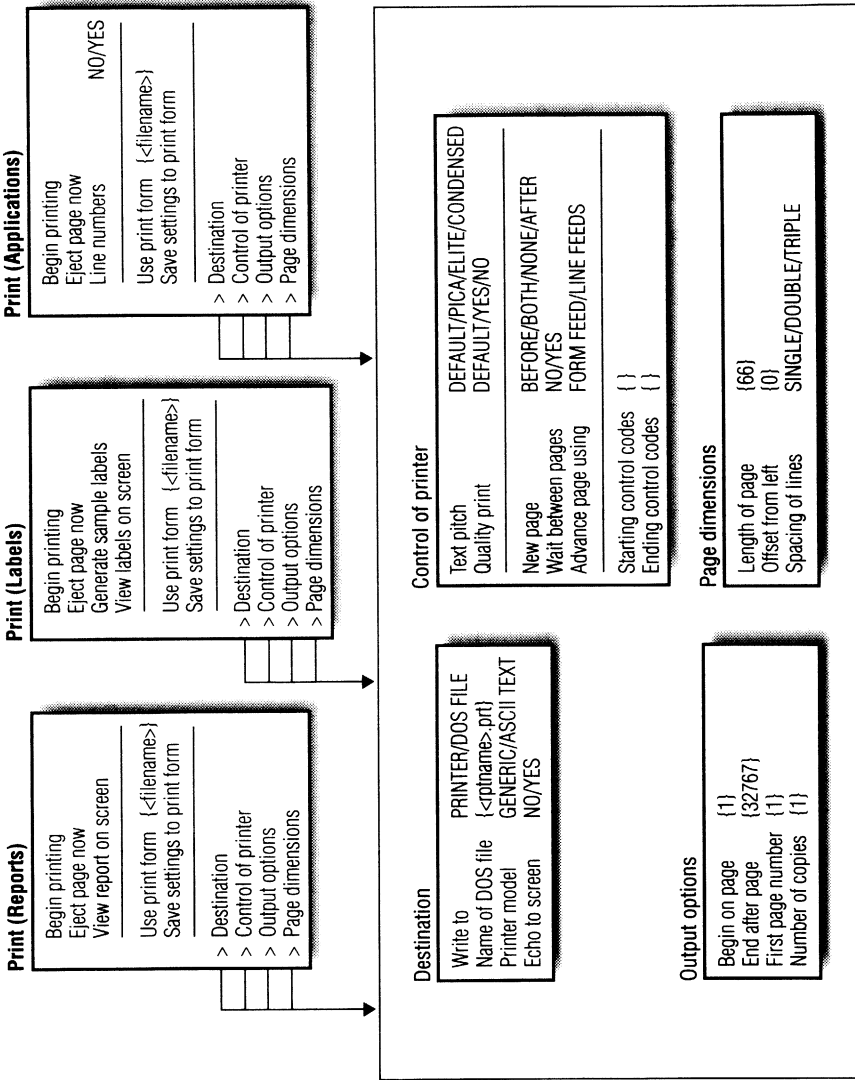 Print (Reports)
Begin printing
Eject page now
View report on screen
Use print form {<filename>}
Save settings to print form
> Destination
> Control of printer
> Output options
> Page dimensions
Print (Labels)
Begin printing
Eject page now
Generate sample labels
View labels on screen
Use print form {<filename>}
Save settings to print form
> Destination
> Control of printer
> Output options
> Page dimensions
Print (Applications)
Begin printing
Eject page now
Line numbers NO/YES
Use print form {<filename>}
Save settings to print form
> Destination
> Control of printer
> Output options
> Page dimensions
Destination
Write to PRINTER/DOS FILE
Name of DOS file {<rptname>.prt}
Printer model GENERIC/ASCII TEXT
Echo to screen NO/YES
Control of printer
Text pitch DEFAULT/PICA/ELITE/CONDENSED
Quality print DEFAULT/YES/NO
New page BEFORE/BOTH/NONE/AFTER
Wait between pages NO/YES
Advance page using FORM FEED/LINE FEEDS
Starting control codes { }
Ending control codes { }
Output options
Begin on page {1}
End after page {32767}
First page number {1}
Number of copies {1}
Page dimensions
Length of page {66}
Offset from left {0}
Spacing of lines SINGLE/DOUBLE/TRIPLE